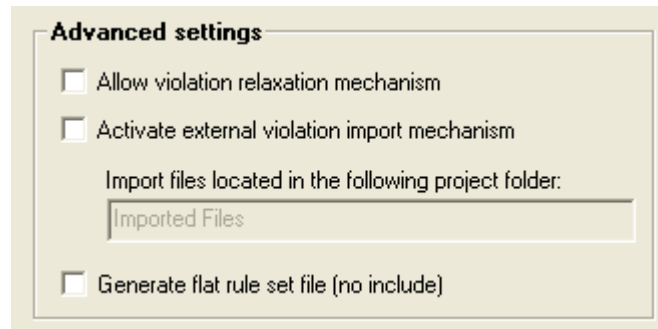 Advanced settings
Allow violation relaxation mechanism
Activate external violation import mechanism
Import files located in the following project folder:
Imported Files
Generate flat rule set file (no include)